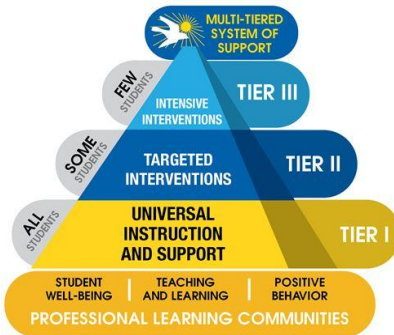 MULTI-TIERED
SYSTEM OF
SUPPORT
FEW
STUDENTS
INTENSIVE
INTERVENTIONS
TIER III
SOME
STUDENTS
TARGETED
INTERVENTIONS
TIER II
ALL
STUDENTS
UNIVERSAL
INSTRUCTION
AND SUPPORT
TIER I
STUDENT
WELL-BEING
TEACHING
AND LEARNING
POSITIVE
BEHAVIOR
PROFESSIONAL LEARNING COMMUNITIES